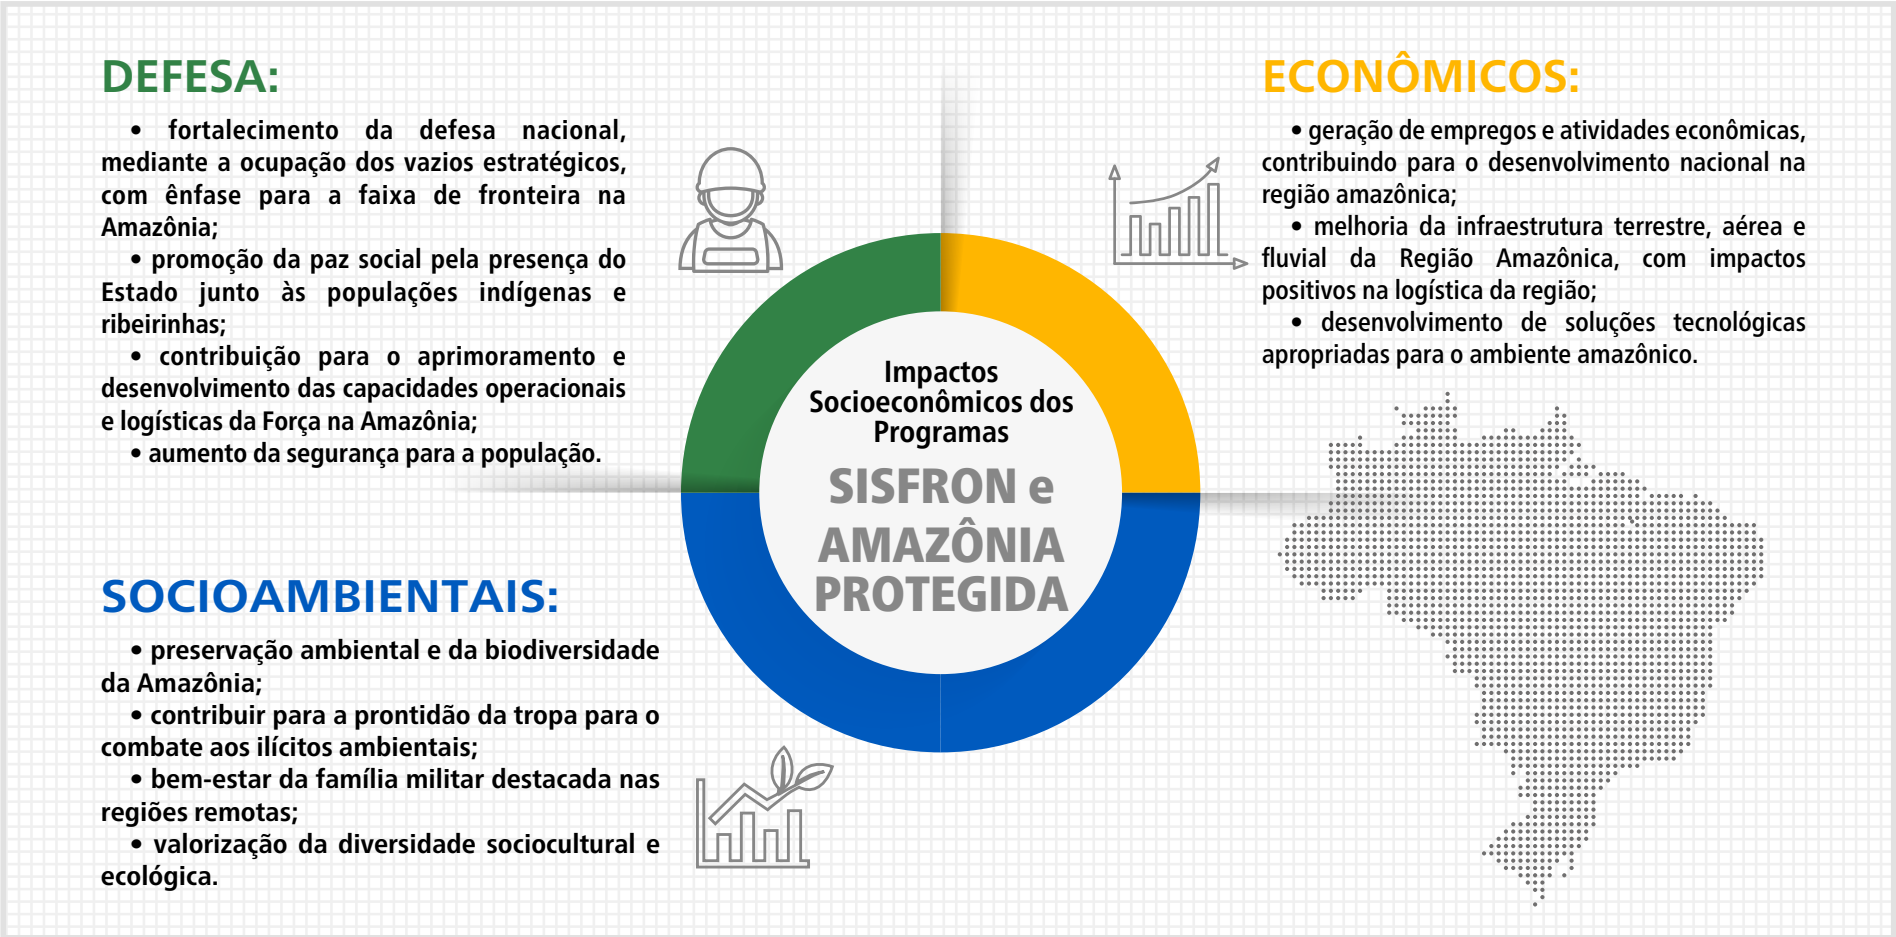 DEFESA:
• fortalecimento da defesa nacional,
mediante a ocupação dos vazios estratégicos,
com ênfase para a faixa de fronteira na
Amazônia;
• promoção da paz social pela presença do
Estado junto às populações indígenas e
ribeirinhas;
• contribuição para o aprimoramento e
desenvolvimento das capacidades operacionais
e logísticas da Força na Amazônia;
• aumento da segurança para a população.
ECONÔMICOS:
• geração de empregos e atividades econômicas,
contribuindo para o desenvolvimento nacional na
região amazônica;
• melhoria da infraestrutura terrestre, aérea e
fluvial da Região Amazônica, com impactos
positivos na logística da região;
• desenvolvimento de soluções tecnológicas
apropriadas para o ambiente amazônico.
Impactos
Socioeconômicos dos
Programas
SISFRON e
AMAZÔNIA
PROTEGIDA
SOCIOAMBIENTAIS:
• preservação ambiental e da biodiversidade
da Amazônia;
• contribuir para a prontidão da tropa para o
combate aos ilícitos ambientais;
• bem-estar da família militar destacada nas
regiões remotas;
• valorização da diversidade sociocultural e
ecológica.